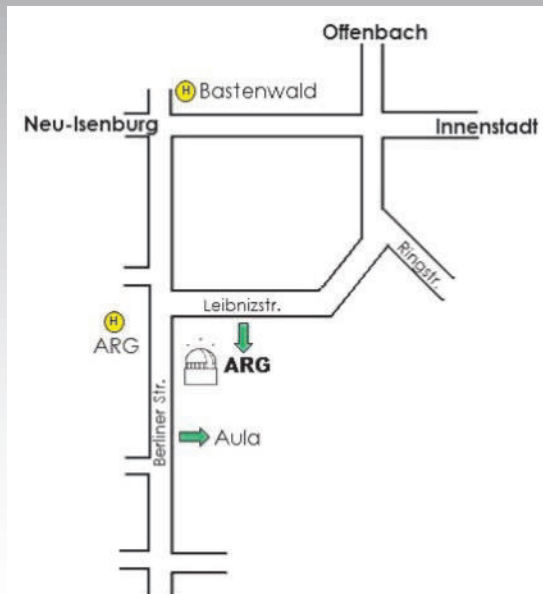 Offenbach
H Bastenwald
Neu-Isenburg
Innenstadt
Ringstr.
Leibnizstr.
H
ARG
ARG
Berliner Str.
Aula